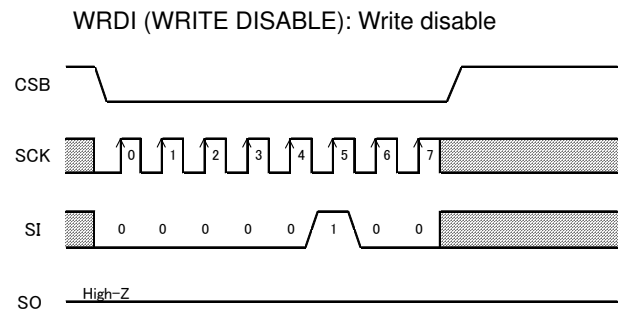 WRDI (WRITE DISABLE): Write disable
CSB
SCK 0 1 2 3 4 5 6 7
SI 0 0 0 0 0 1 0 0
High-Z
SO